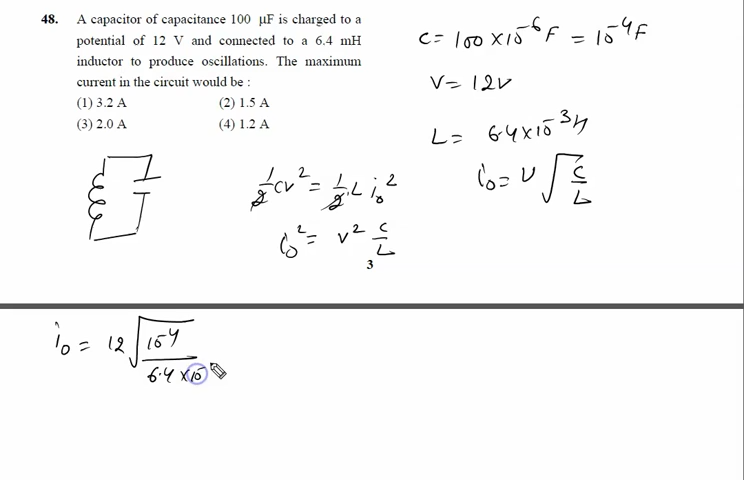 48. A capacitor of capacitance 100 μF is charged to a
potential of 12 V and connected to a 6.4 mH
inductor to produce oscillations. The maximum
current in the circuit would be :
(1) 3.2 A (2) 1.5 A
(3) 2.0 A (4) 1.2 A
C = 100 × 10⁻⁶ F = 10⁻⁴ F
V = 12V
L = 6.4 × 10⁻³ H
i₀ = V √(C/L)
1/2 CV² = 1/2 L i₀²
i₀² = V² C/L
3
i₀ = 12 √(10⁻⁴ / 6.4 × 10⁻